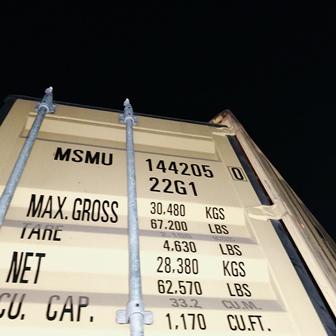 MSMU 144205 0
22G1
MAX.GROSS 30,480 KGS
67.200 LBS
TARE
4.630 LBS
NET 28,380 KGS
62.570 LBS
CU. CAP. 33.2 CU.M.
1,170 CU.FT.